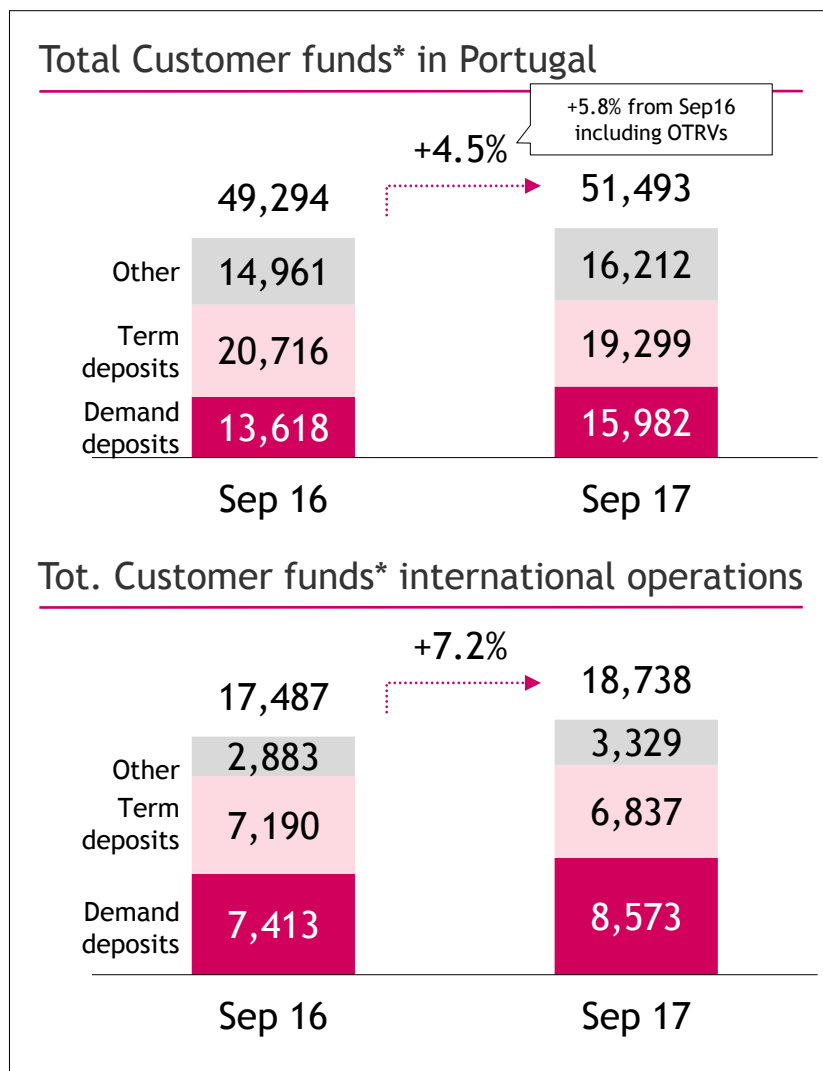 Total Customer funds* in Portugal
+5.8% from Sep16
including OTRVs
+4.5%
49,294
51,493
Other
14,961
16,212
Term
deposits
20,716
19,299
Demand
deposits
13,618
15,982
Sep 16
Sep 17
Tot. Customer funds* international operations
+7.2%
17,487
18,738
Other
2,883
3,329
Term
deposits
7,190
6,837
Demand
deposits
7,413
8,573
Sep 16
Sep 17